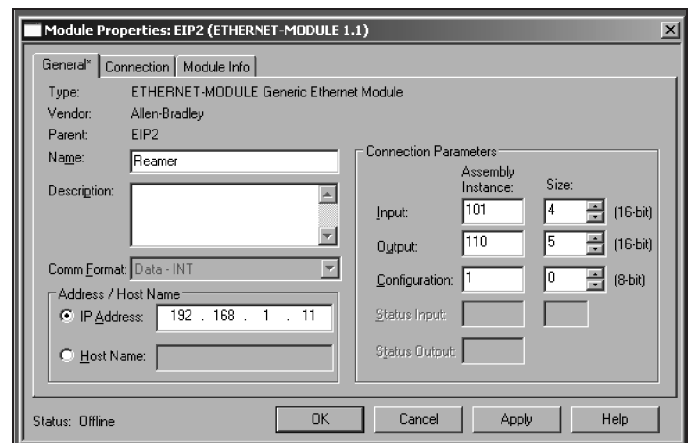 Module Properties: EIP2 (ETHERNET-MODULE 1.1)
General* Connection Module Info
Type: ETHERNET-MODULE Generic Ethernet Module
Vendor: Allen-Bradley
Parent: EIP2
Name: Reamer
Description:
Comm Format: Data - INT
Address / Host Name
IP Address: 192 . 168 . 1 . 11
Host Name:
Connection Parameters
Assembly
Instance: Size:
Input: 101 4 (16-bit)
Output: 110 5 (16-bit)
Configuration: 1 0 (8-bit)
Status Input:
Status Output:
Status: Offline OK Cancel Apply Help